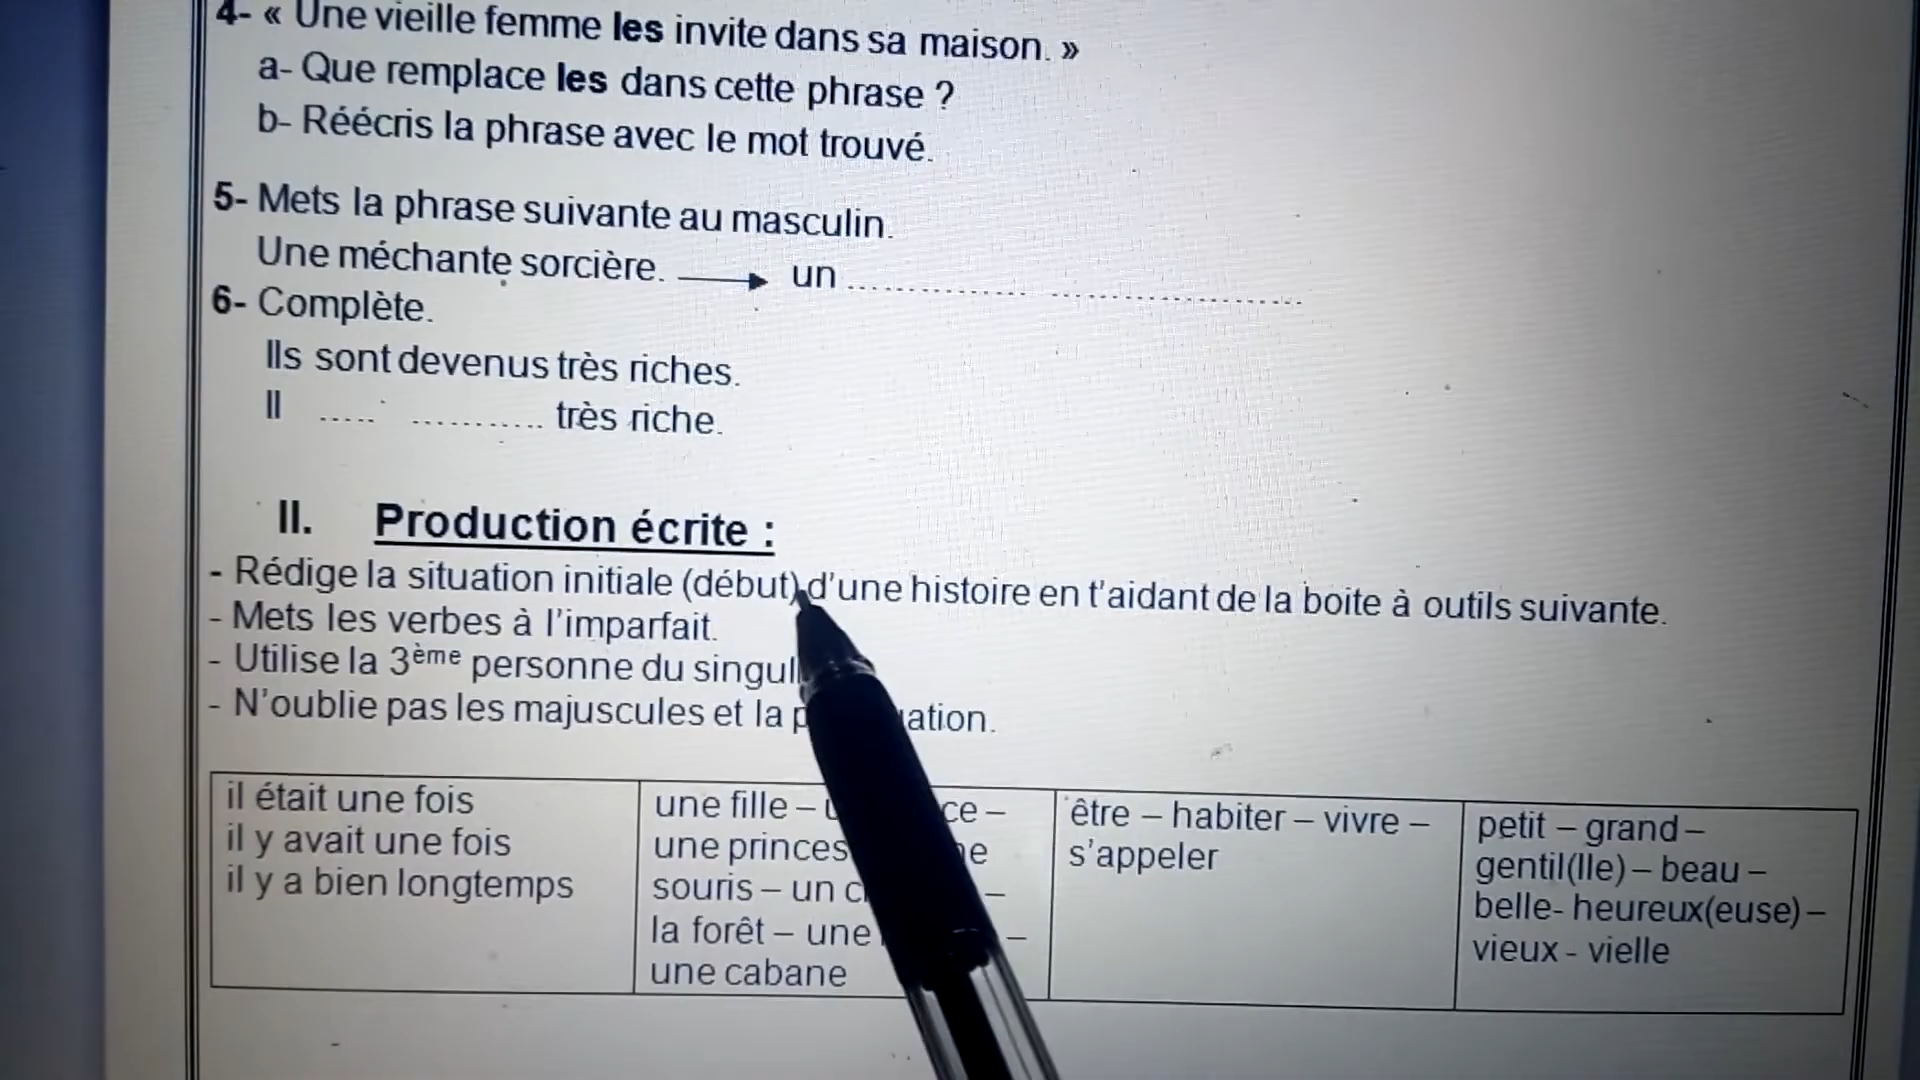 4- « Une vieille femme les invite dans sa maison. »
a- Que remplace les dans cette phrase ?
b- Réécris la phrase avec le mot trouvé.
5- Mets la phrase suivante au masculin.
Une méchante sorcière. → un ........................................
6- Complète.
Ils sont devenus très riches.
Il ..... ........... très riche.
II. Production écrite :
- Rédige la situation initiale (début) d'une histoire en t'aidant de la boite à outils suivante.
- Mets les verbes à l'imparfait.
- Utilise la 3ème personne du
- N'oublie pas les majuscules et la
il était une fois
il y avait une fois
il y a bien longtemps
une fille –
une
souris – un
la forêt – une
une cabane
être – habiter – vivre –
s'appeler
petit – grand –
gentil(lle) – beau –
belle- heureux(euse) –
vieux - vielle